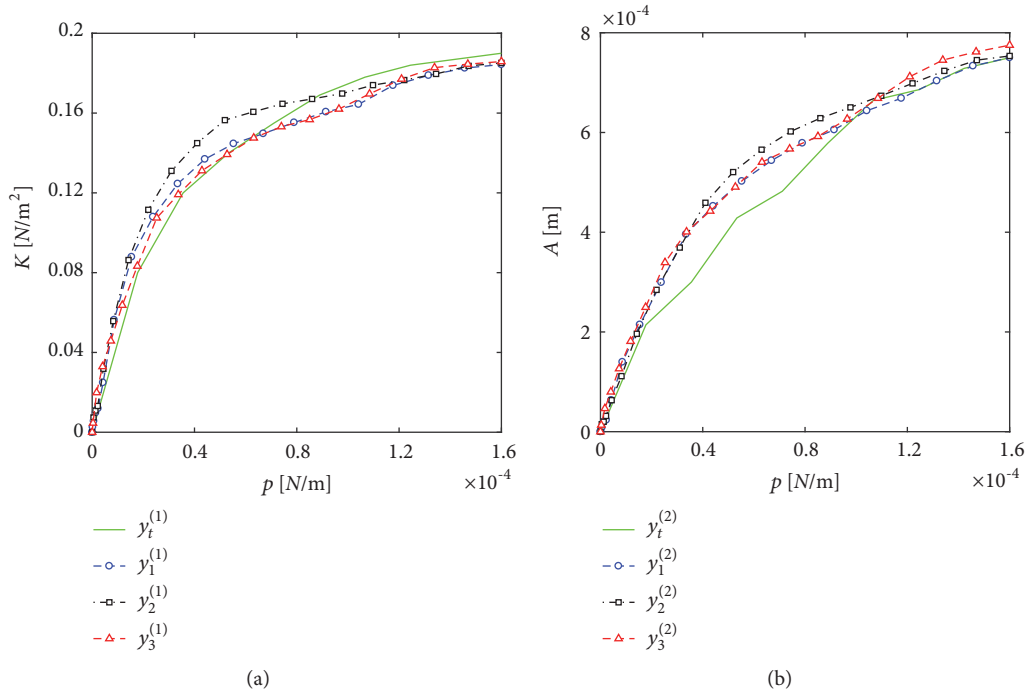 0.2
0.16
0.12
0.08
0.04
0
K [N/m²]
0
0.4
0.8
1.2
1.6
p [N/m]
×10⁻⁴
y_t^(1)
y_1^(1)
y_2^(1)
y_3^(1)
(a)
×10⁻⁴
8
6
4
2
0
A [m]
0
0.4
0.8
1.2
1.6
p [N/m]
×10⁻⁴
y_t^(2)
y_1^(2)
y_2^(2)
y_3^(2)
(b)